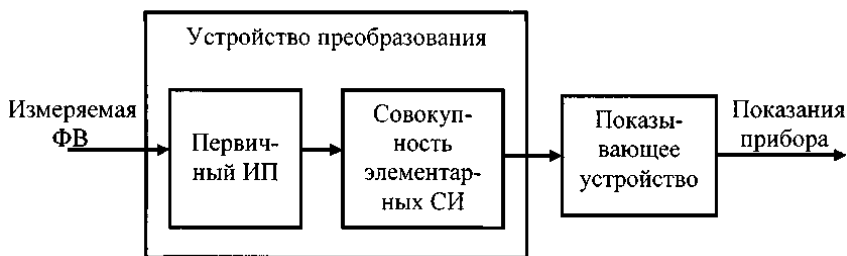 Устройство преобразования
Измеряемая
ФВ
Первич-
ный ИП
Совокуп-
ность
элементар-
ных СИ
Показы-
вающее
устройство
Показания
прибора